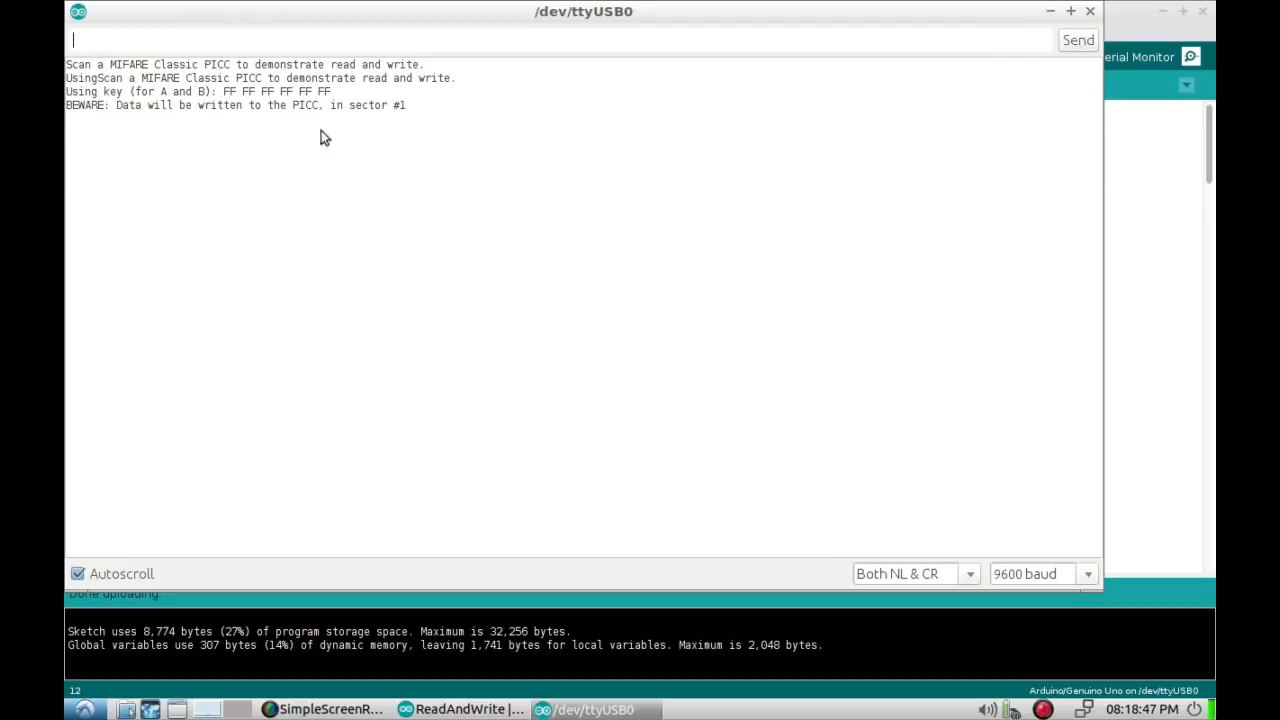 /dev/ttyUSB0
Send
erial Monitor
Scan a MIFARE Classic PICC to demonstrate read and write.
UsingScan a MIFARE Classic PICC to demonstrate read and write.
Using key (for A and B): FF FF FF FF FF FF
BEWARE: Data will be written to the PICC, in sector #1
Autoscroll
Both NL & CR
9600 baud
Done uploading.
Sketch uses 8,774 bytes (27%) of program storage space. Maximum is 32,256 bytes.
Global variables use 307 bytes (14%) of dynamic memory, leaving 1,741 bytes for local variables. Maximum is 2,048 bytes.
12
Arduino/Genuino Uno on /dev/ttyUSB0
SimpleScreenR...
ReadAndWrite |...
/dev/ttyUSB0
08:18:47 PM